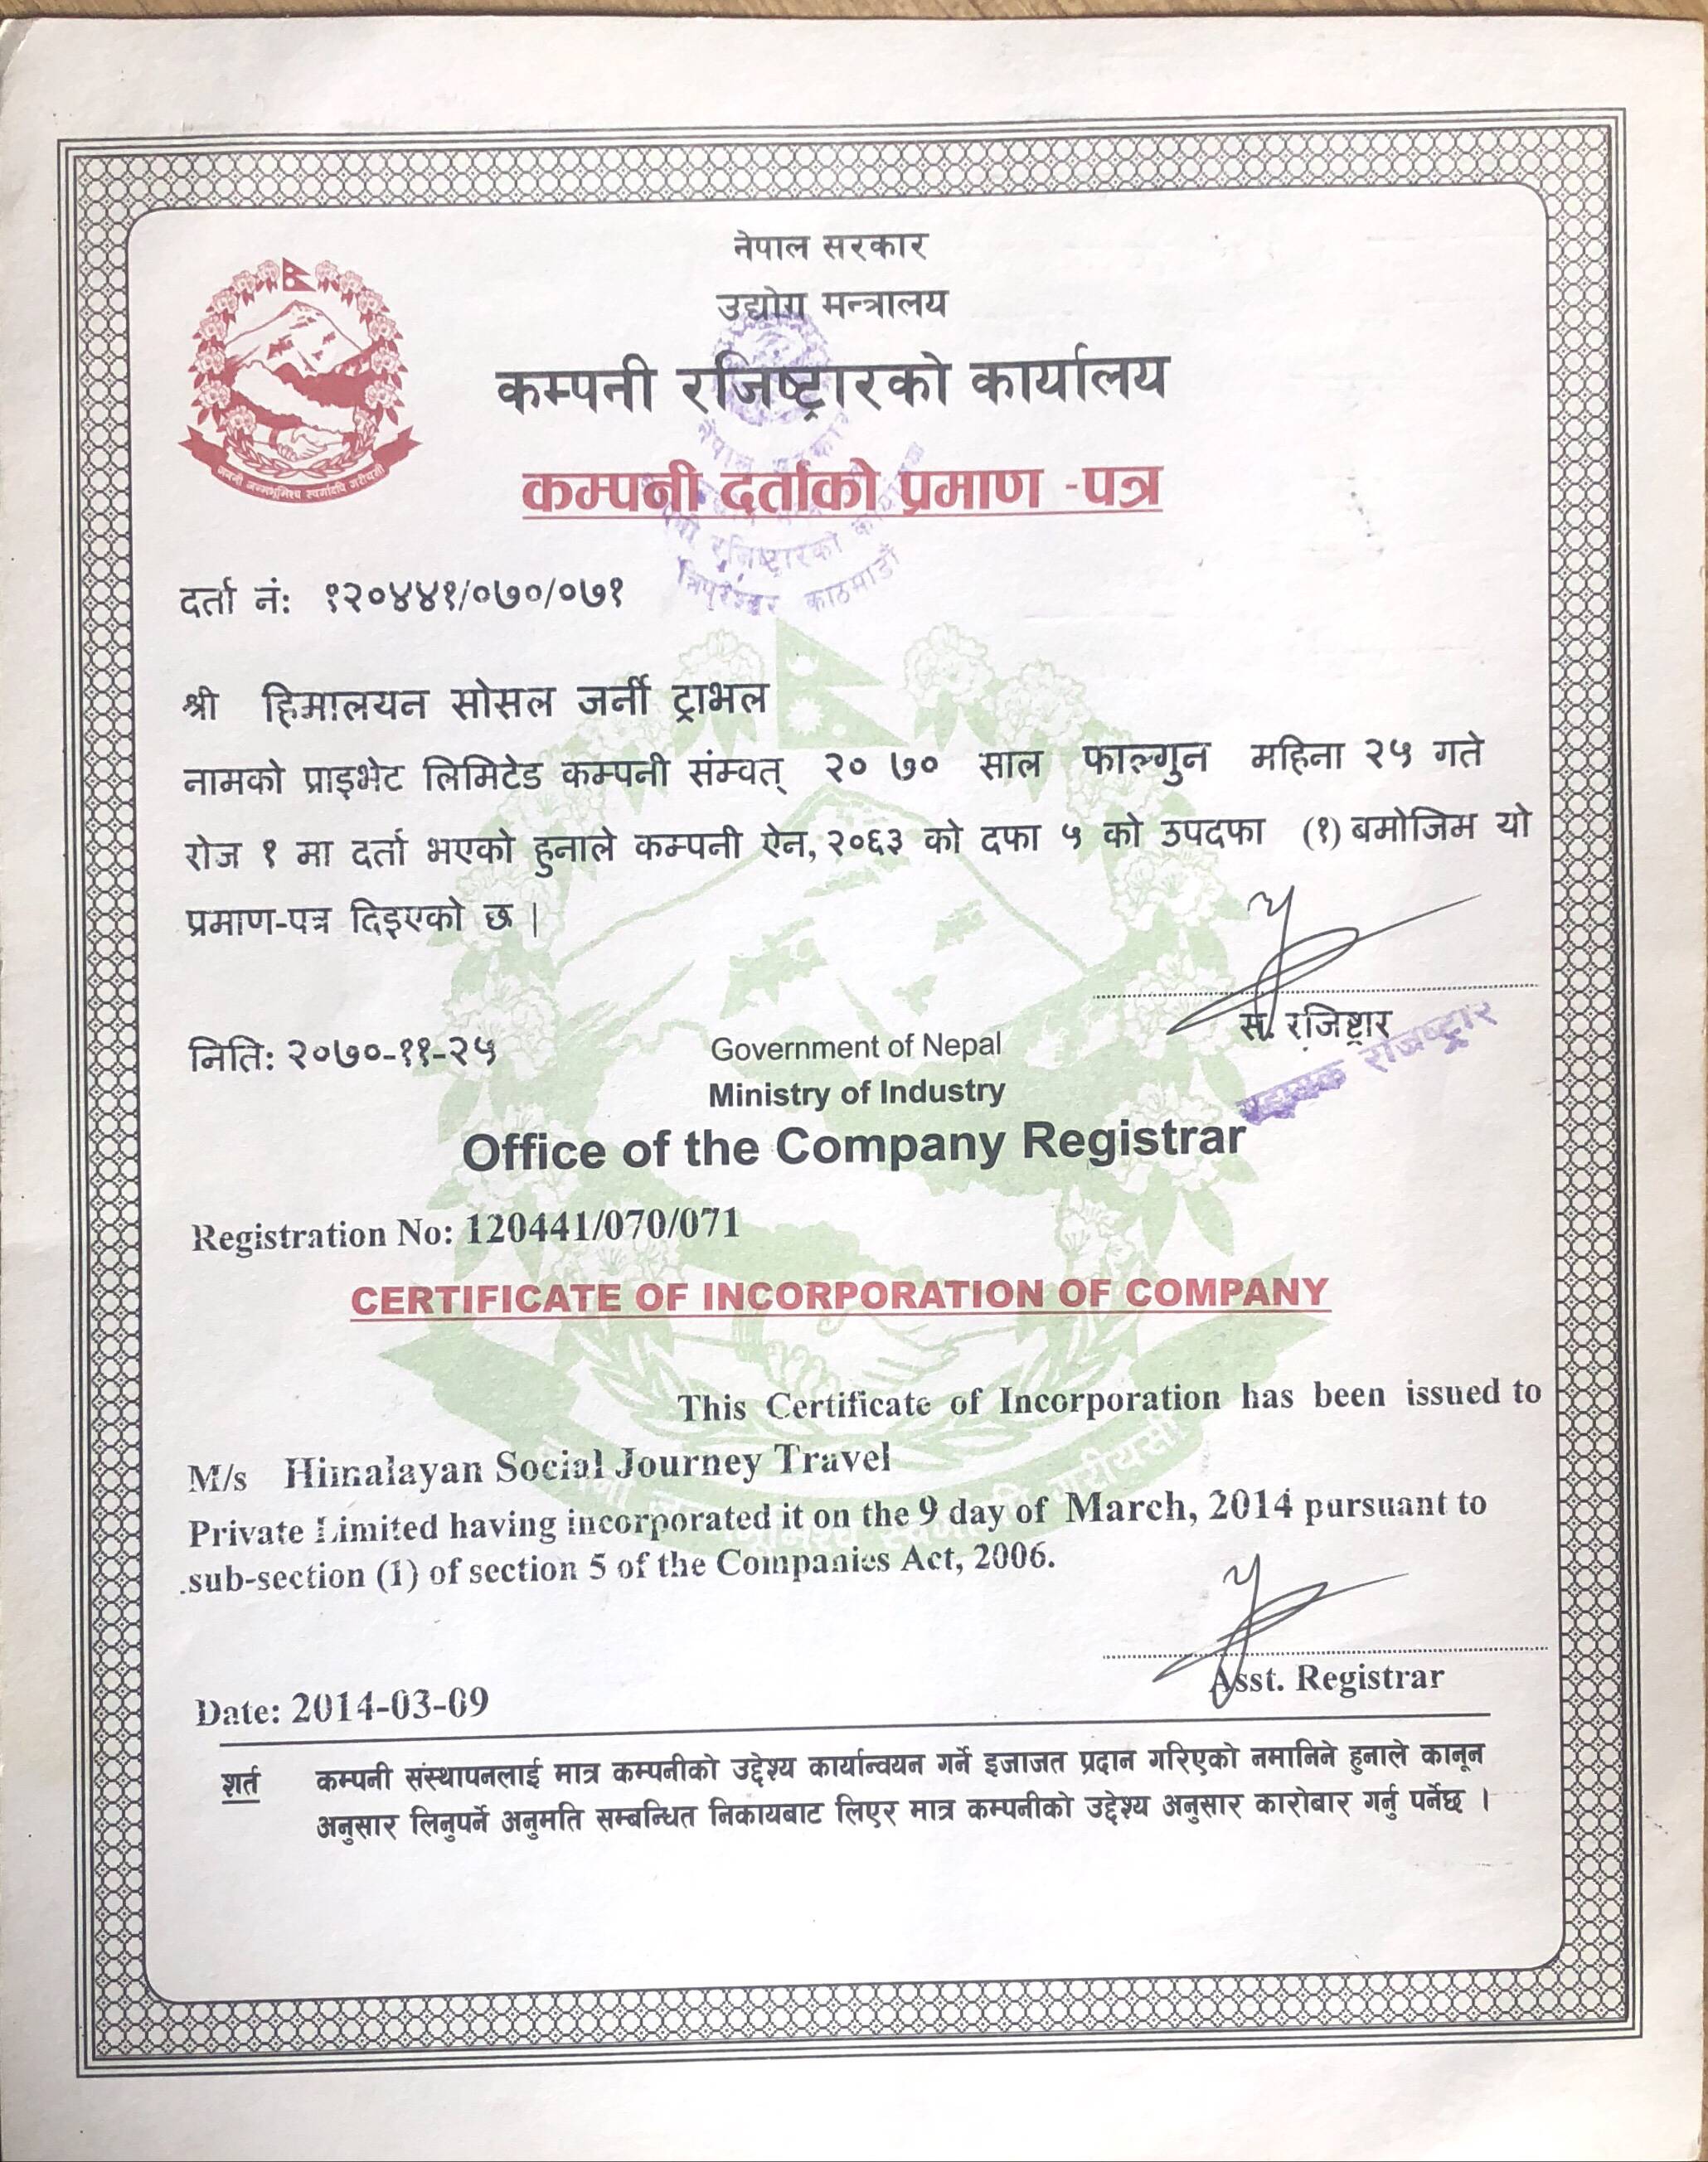 नेपाल सरकार
उद्योग मन्त्रालय
कम्पनी रजिष्ट्रारको कार्यालय
कम्पनी दर्ताको प्रमाण -पत्र
जननी जन्मभूमिश्च स्वर्गादपि गरीयसी
नेपाल सरकार
रजिष्ट्रारको
त्रिपुरेश्वर काठमाडौँ
दर्ता नं: १२०४४१/०७०/०७१
श्री हिमालयन सोसल जर्नी ट्राभल
नामको प्राइभेट लिमिटेड कम्पनी संम्वत् २० ७० साल फाल्गुन महिना २५ गते
रोज १ मा दर्ता भएको हुनाले कम्पनी ऐन, २०६३ को दफा ५ को उपदफा (१) बमोजिम यो
प्रमाण-पत्र दिइएको छ |
स. रजिष्ट्रार
सहायक रजिष्ट्रार
निति: २०७०-११-२५
Government of Nepal
Ministry of Industry
Office of the Company Registrar
Registration No: 120441/070/071
CERTIFICATE OF INCORPORATION OF COMPANY
This Certificate of Incorporation has been issued to
M/s Himalayan Social Journey Travel
Private Limited having incorporated it on the 9 day of March, 2014 pursuant to
sub-section (1) of section 5 of the Companies Act, 2006.
Asst. Registrar
Date: 2014-03-09
शर्त कम्पनी संस्थापनलाई मात्र कम्पनीको उद्देश्य कार्यान्वयन गर्ने इजाजत प्रदान गरिएको नमानिने हुनाले कानून
अनुसार लिनुपर्ने अनुमति सम्बन्धित निकायबाट लिएर मात्र कम्पनीको उद्देश्य अनुसार कारोबार गर्नु पर्नेछ ।